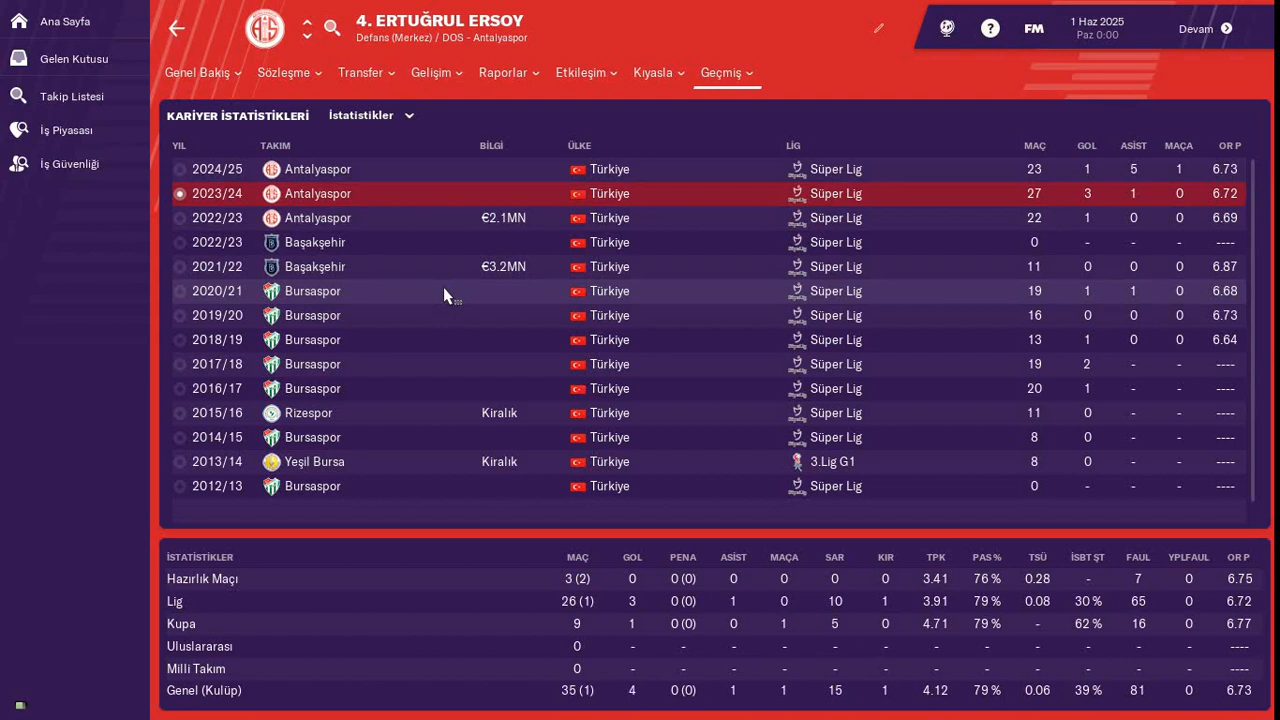 Ana Sayfa
Gelen Kutusu
Takip Listesi
İş Piyasası
İş Güvenliği
4. ERTUĞRUL ERSOY
Defans (Merkez) / DOS - Antalyaspor
FM
1 Haz 2025
Paz 0:00
Devam
Genel Bakış Sözleşme Transfer Gelişim Raporlar Etkileşim Kıyasla Geçmiş
KARİYER İSTATİSTİKLERİ İstatistikler
YIL TAKIM BİLGİ ÜLKE LİG MAÇ GOL ASİST MAÇA OR P
2024/25 Antalyaspor Türkiye Süper Lig 23 1 5 1 6.73
2023/24 Antalyaspor Türkiye Süper Lig 27 3 1 0 6.72
2022/23 Antalyaspor €2.1MN Türkiye Süper Lig 22 1 0 0 6.69
2022/23 Başakşehir Türkiye Süper Lig 0 - - - ----
2021/22 Başakşehir €3.2MN Türkiye Süper Lig 11 0 0 0 6.87
2020/21 Bursaspor Türkiye Süper Lig 19 1 1 0 6.68
2019/20 Bursaspor Türkiye Süper Lig 16 0 0 0 6.73
2018/19 Bursaspor Türkiye Süper Lig 13 1 0 0 6.64
2017/18 Bursaspor Türkiye Süper Lig 19 2 - - ----
2016/17 Bursaspor Türkiye Süper Lig 20 1 - - ----
2015/16 Rizespor Kiralık Türkiye Süper Lig 11 0 - - ----
2014/15 Bursaspor Türkiye Süper Lig 8 0 - - ----
2013/14 Yeşil Bursa Kiralık Türkiye 3.Lig G1 8 0 - - ----
2012/13 Bursaspor Türkiye Süper Lig 0 - - - ----
İSTATİSTİKLER MAÇ GOL PENA ASİST MAÇA SAR KIR TPK PAS % TSÜ İSBT ŞT FAUL YPLFAUL OR P
Hazırlık Maçı 3 (2) 0 0 (0) 0 0 0 0 3.41 76 % 0.28 - 7 0 6.75
Lig 26 (1) 3 0 (0) 1 0 10 1 3.91 79 % 0.08 30 % 65 0 6.72
Kupa 9 1 0 (0) 0 1 5 0 4.71 79 % - 62 % 16 0 6.77
Uluslararası 0 - - - - - - - - - - - - ----
Milli Takım 0 - - - - - - - - - - - - ----
Genel (Kulüp) 35 (1) 4 0 (0) 1 1 15 1 4.12 79 % 0.06 39 % 81 0 6.73